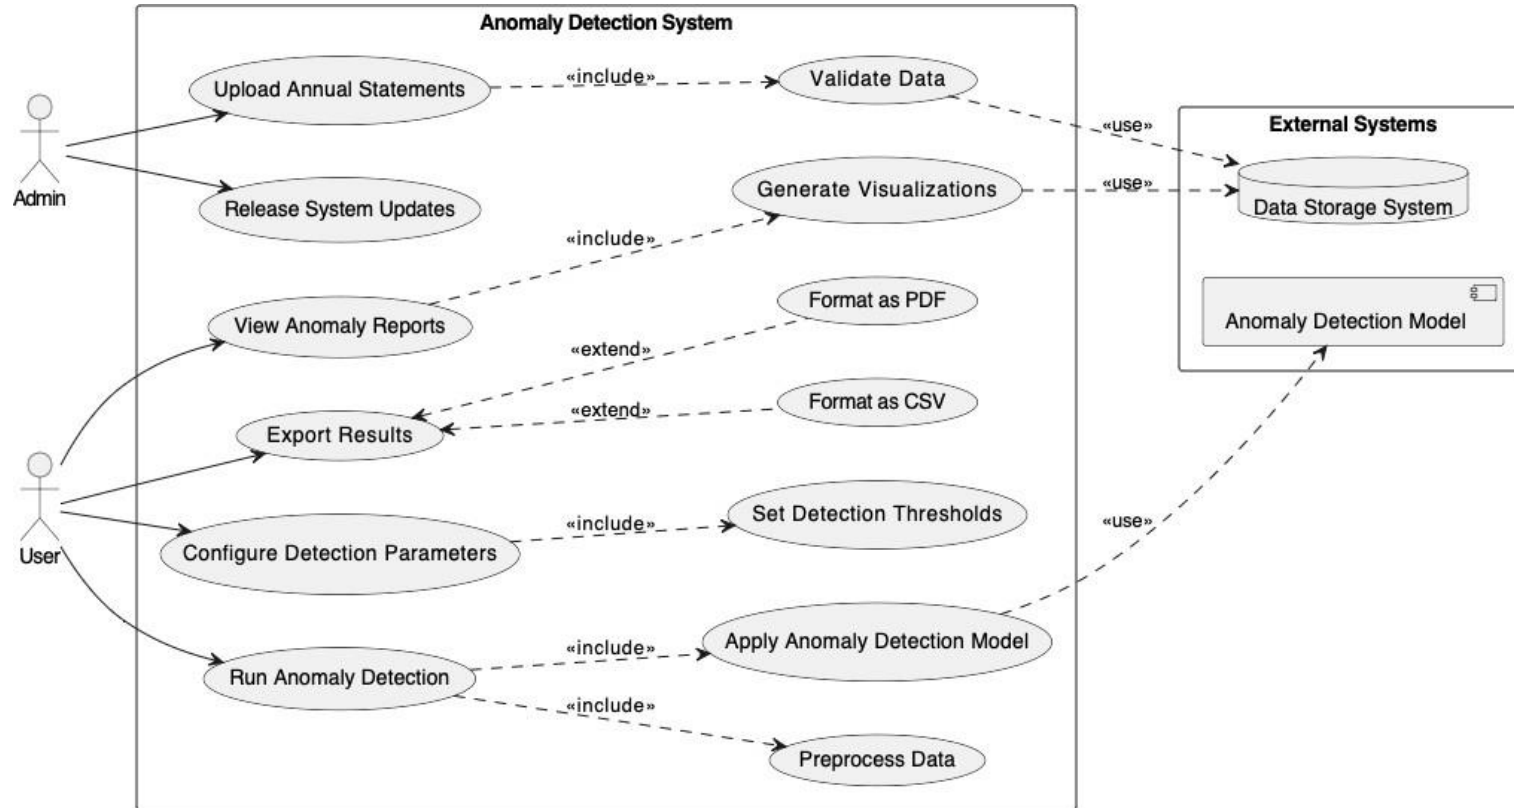 Anomaly Detection System
Upload Annual Statements
«include»
Validate Data
«use»
External Systems
Admin
Release System Updates
Generate Visualizations
«use»
Data Storage System
«include»
View Anomaly Reports
Format as PDF
Anomaly Detection Model
«extend»
Format as CSV
«extend»
Export Results
User
Configure Detection Parameters
«include»
Set Detection Thresholds
«use»
Run Anomaly Detection
«include»
Apply Anomaly Detection Model
«include»
Preprocess Data